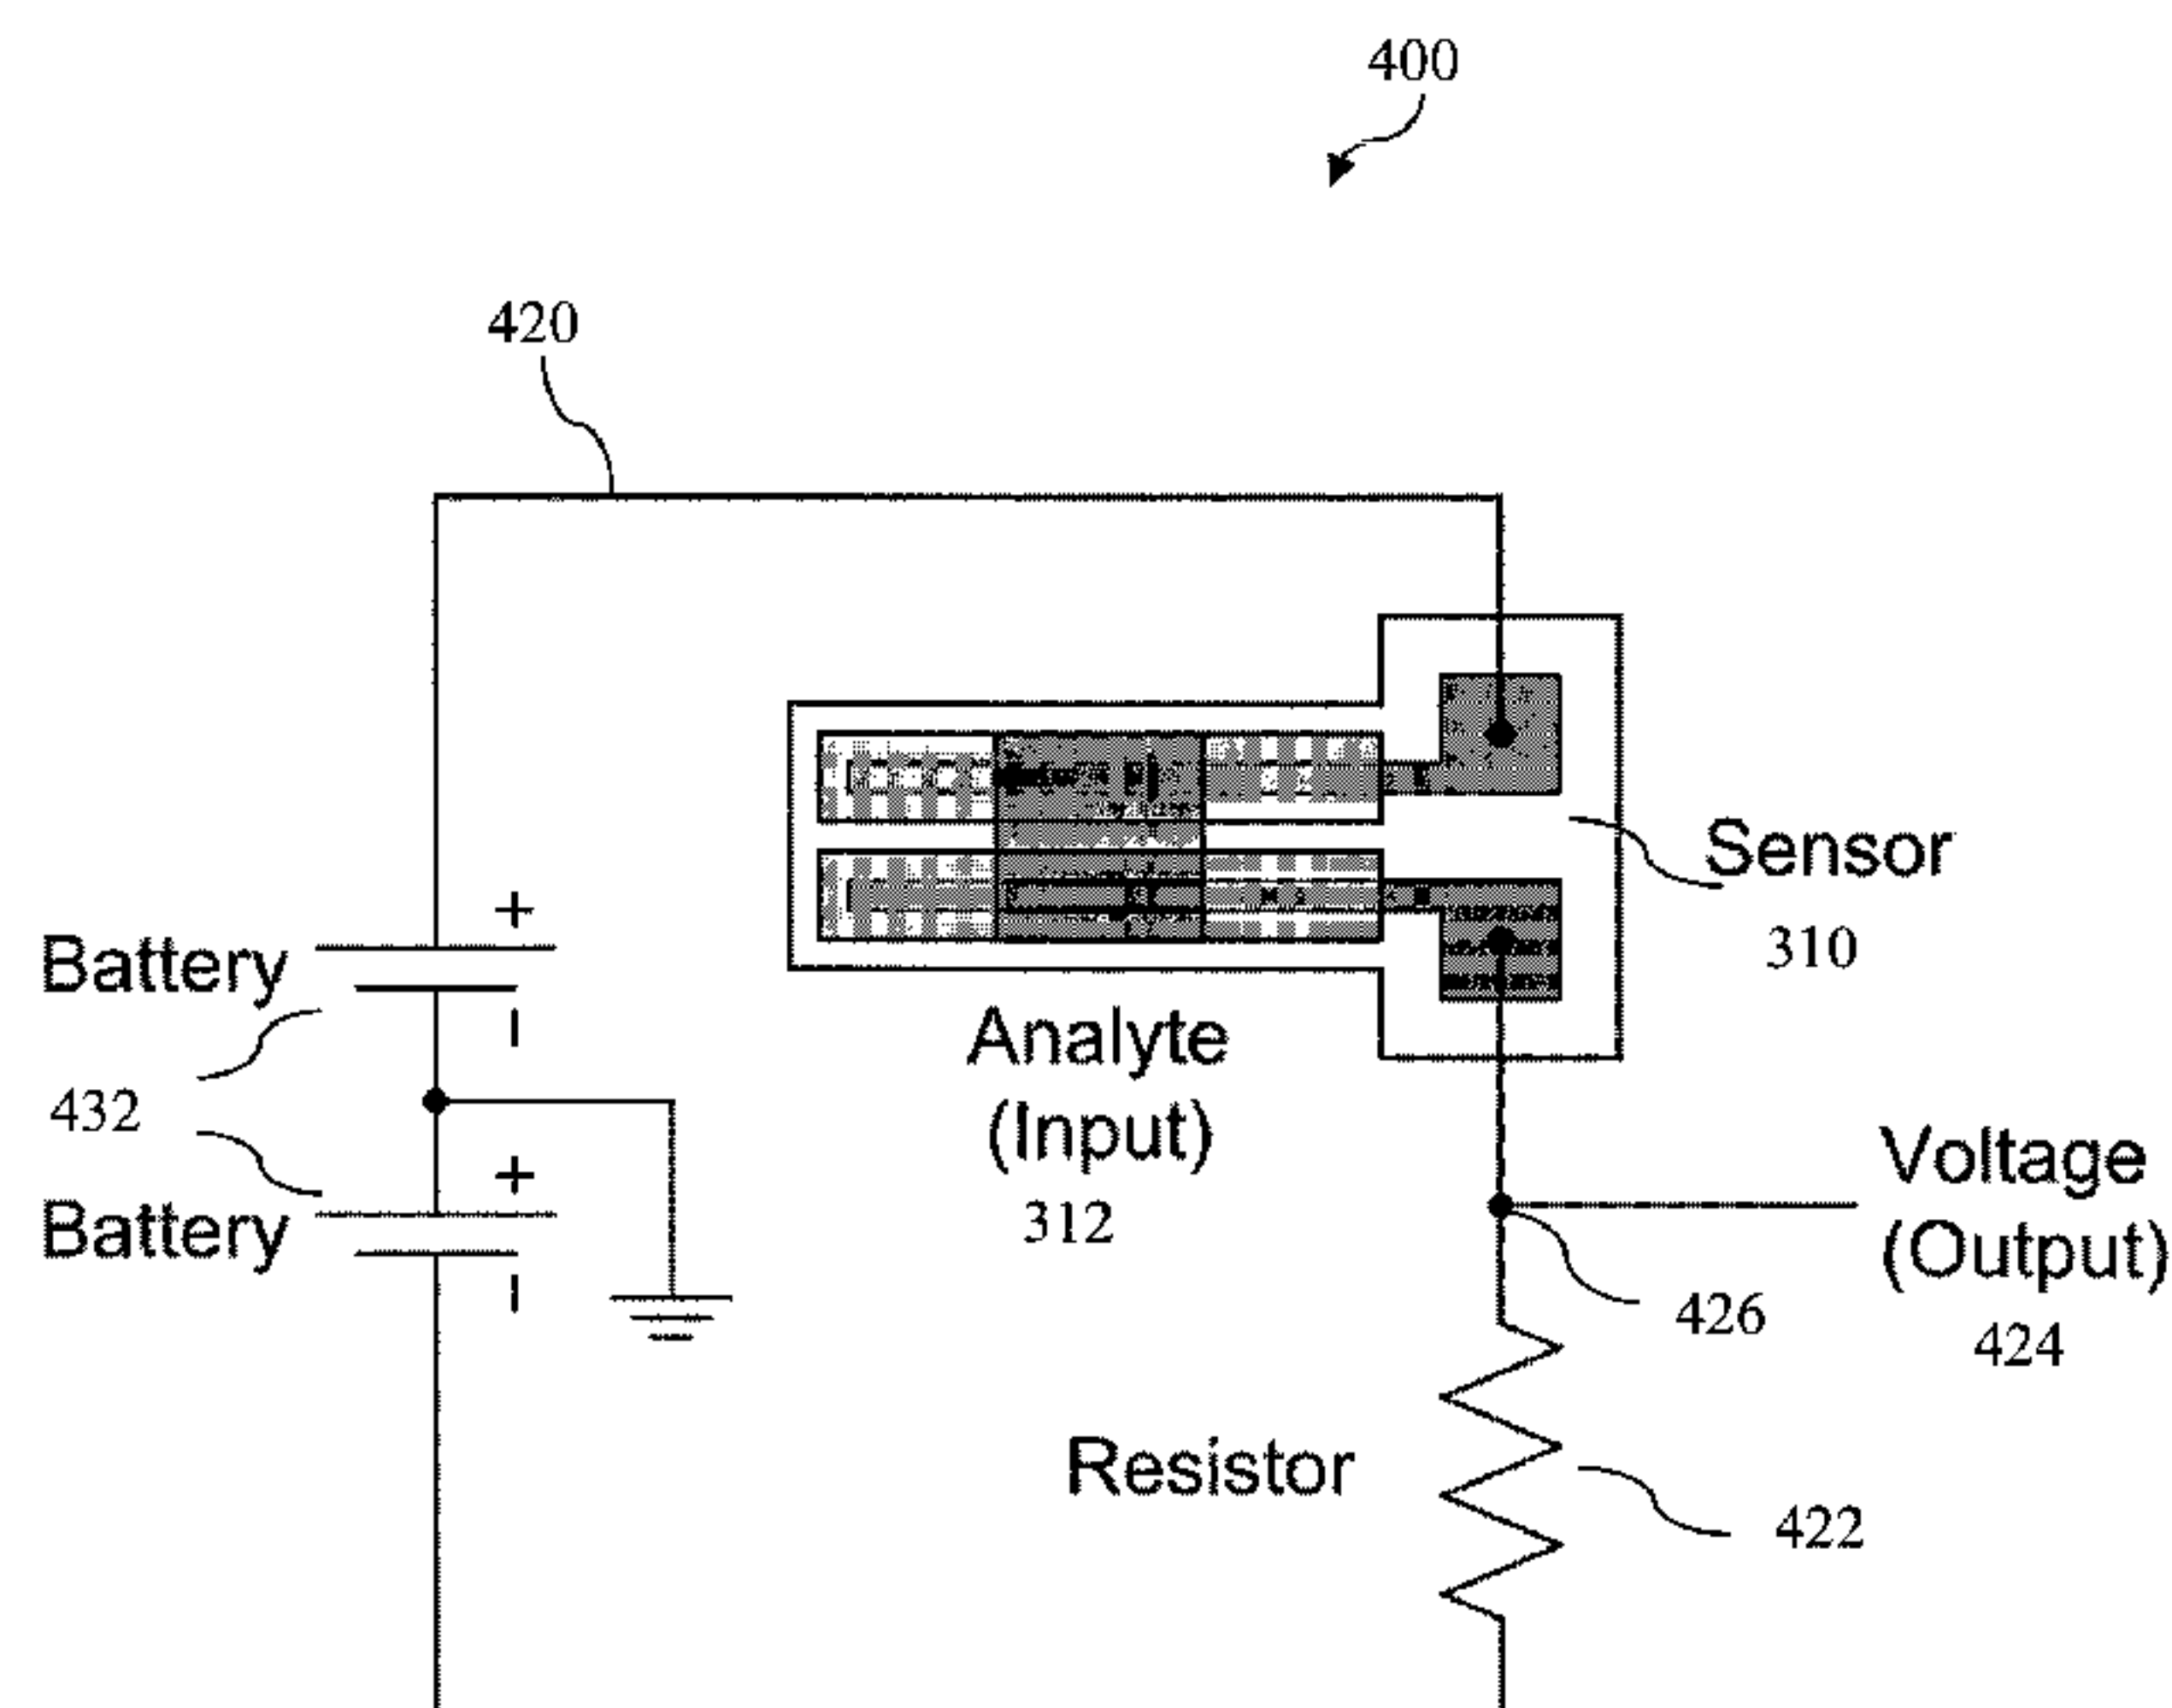 400
420
Sensor
310
Battery
+
–
432
Analyte
(Input)
312
Battery
+
–
Voltage
(Output)
424
426
Resistor
422